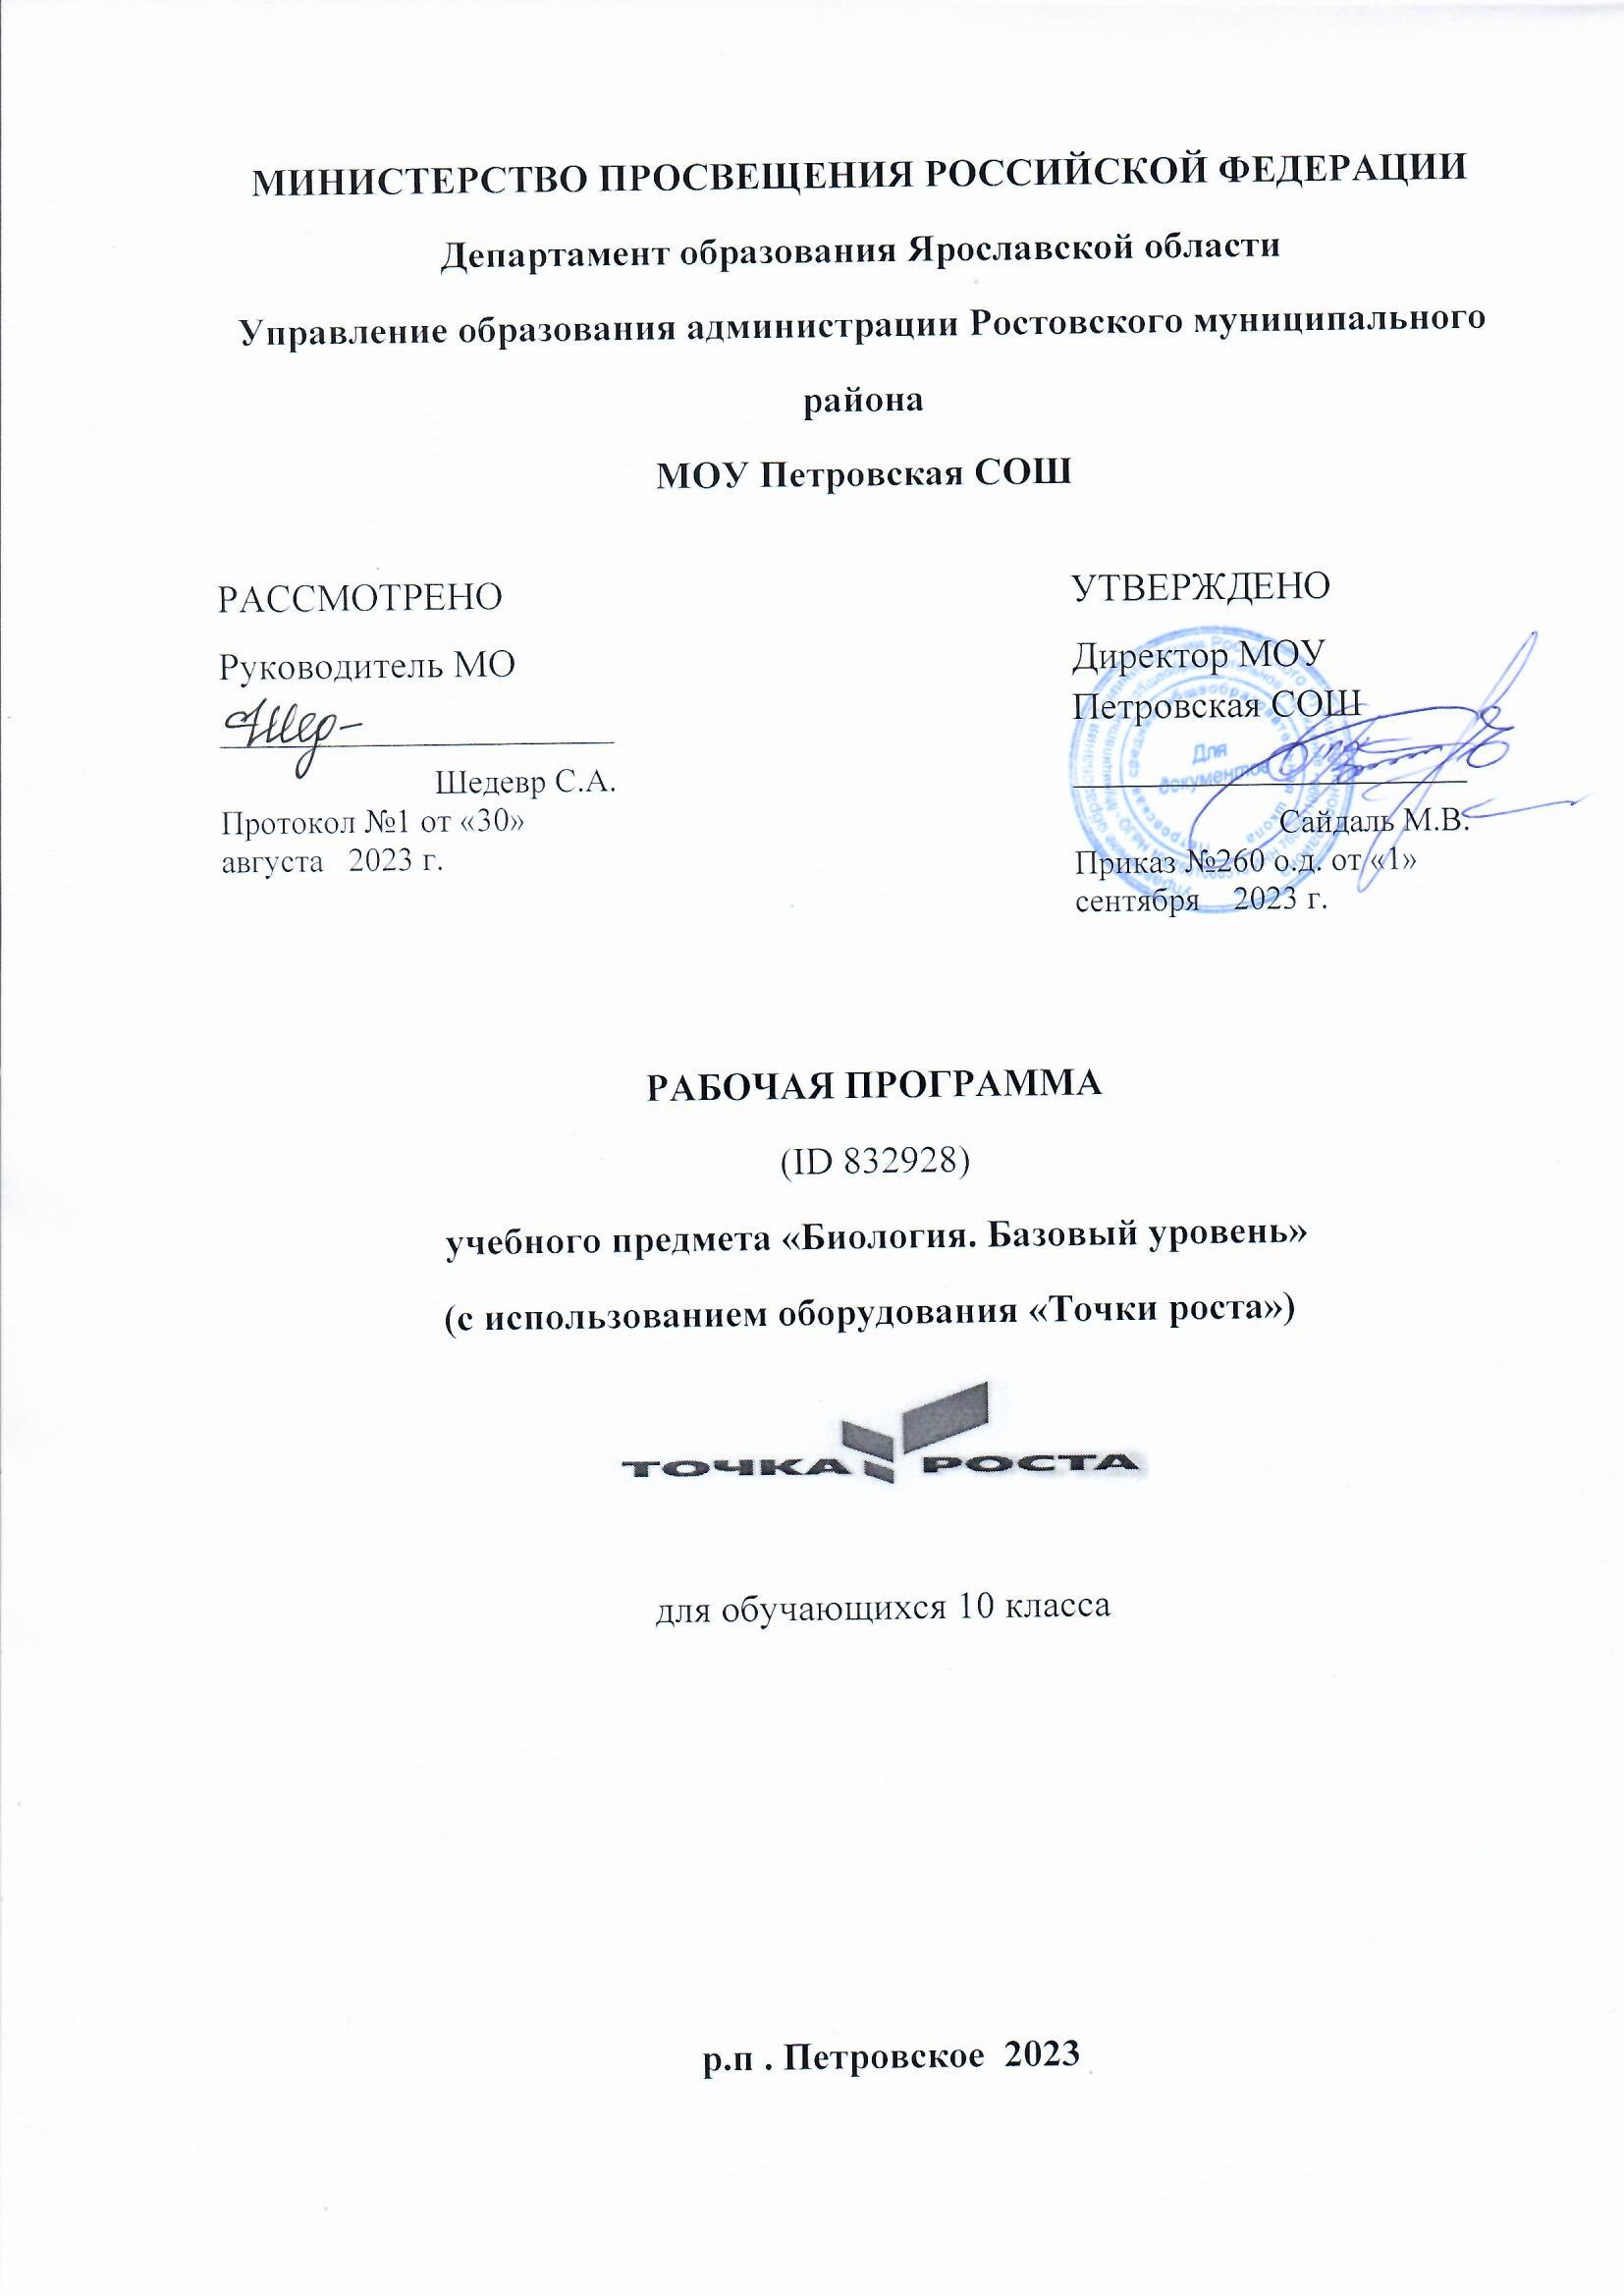 МИНИСТЕРСТВО ПРОСВЕЩЕНИЯ РОССИЙСКОЙ ФЕДЕРАЦИИ
Департамент образования Ярославской области
Управление образования администрации Ростовского муниципального
района
МОУ Петровская СОШ
РАССМОТРЕНО
Руководитель МО
Шед
Шедевр С.А.
Протокол №1 от «30»
августа 2023 г.
УТВЕРЖДЕНО
Директор МОУ
Петровская СОШ
Для
документов
Сайдаль М.В.
Приказ №260 о.д. от «1»
сентября 2023 г.
РАБОЧАЯ ПРОГРАММА
(ID 832928)
учебного предмета «Биология. Базовый уровень»
(с использованием оборудования «Точки роста»)
ТОЧКА РОСТА
для обучающихся 10 класса
р.п . Петровское 2023